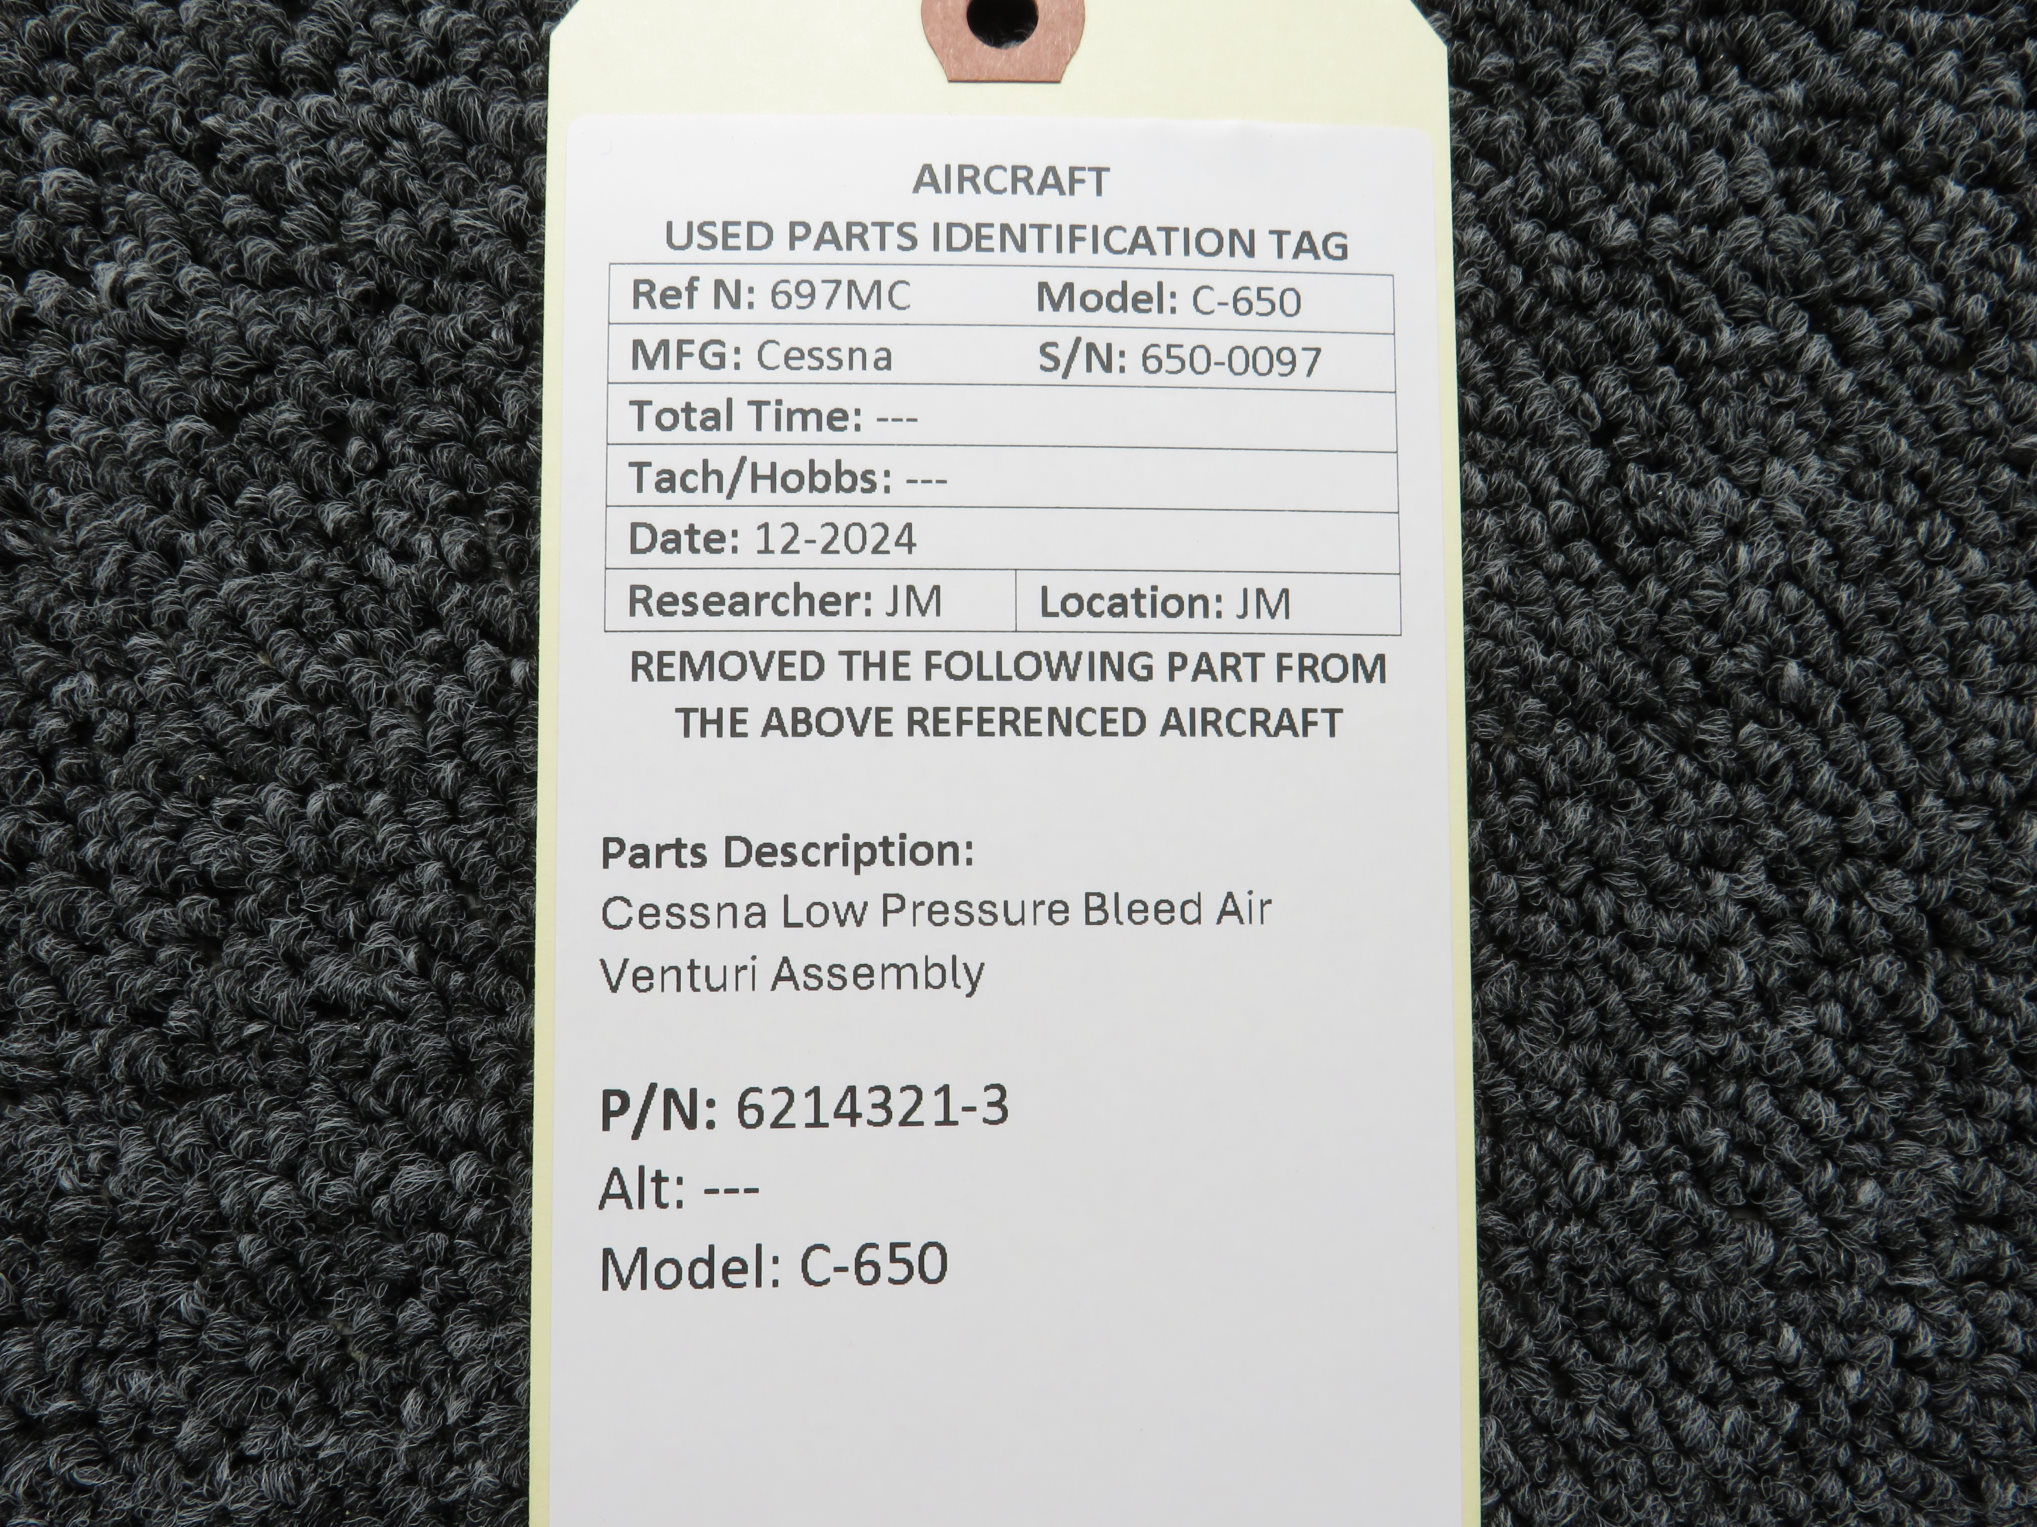 AIRCRAFT
USED PARTS IDENTIFICATION TAG
Ref N: 697MC Model: C-650
MFG: Cessna S/N: 650-0097
Total Time: ---
Tach/Hobbs: ---
Date: 12-2024
Researcher: JM Location: JM
REMOVED THE FOLLOWING PART FROM
THE ABOVE REFERENCED AIRCRAFT
Parts Description:
Cessna Low Pressure Bleed Air
Venturi Assembly
P/N: 6214321-3
Alt: ---
Model: C-650